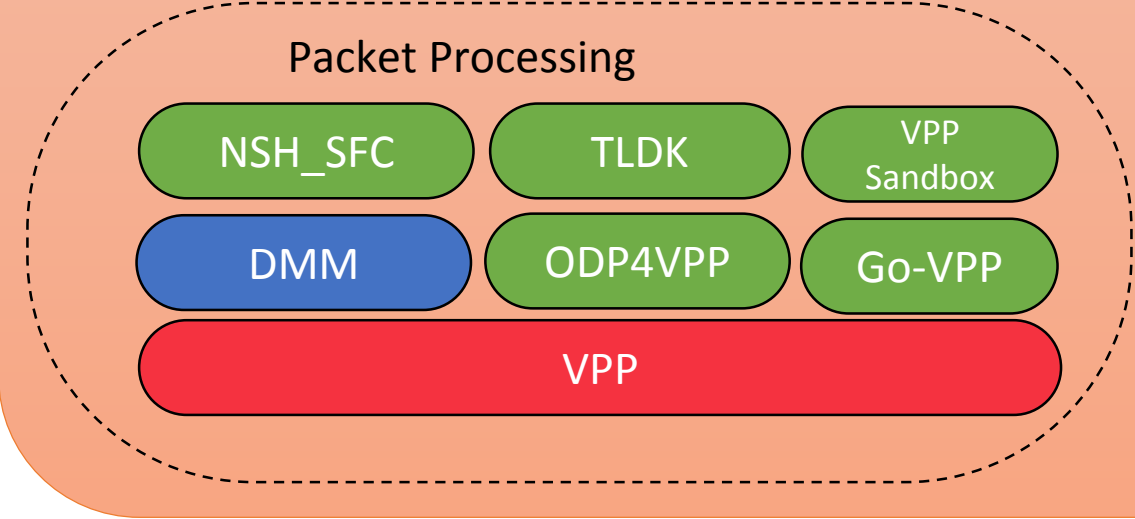 Packet Processing
NSH_SFC
TLDK
VPP
Sandbox
DMM
ODP4VPP
Go-VPP
VPP